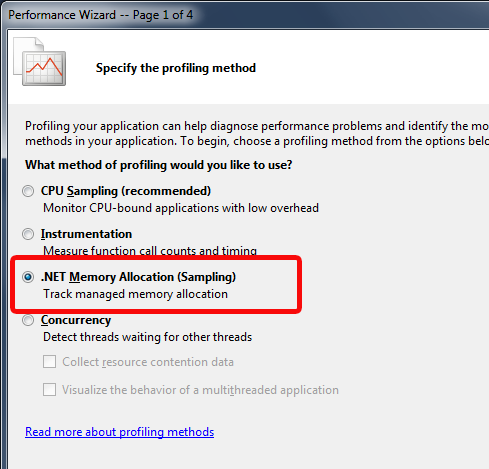 Performance Wizard -- Page 1 of 4
Specify the profiling method
Profiling your application can help diagnose performance problems and identify the mo
methods in your application. To begin, choose a profiling method from the options belo
What method of profiling would you like to use?
CPU Sampling (recommended)
Monitor CPU-bound applications with low overhead
Instrumentation
Measure function call counts and timing
.NET Memory Allocation (Sampling)
Track managed memory allocation
Concurrency
Detect threads waiting for other threads
Collect resource contention data
Visualize the behavior of a multithreaded application
Read more about profiling methods